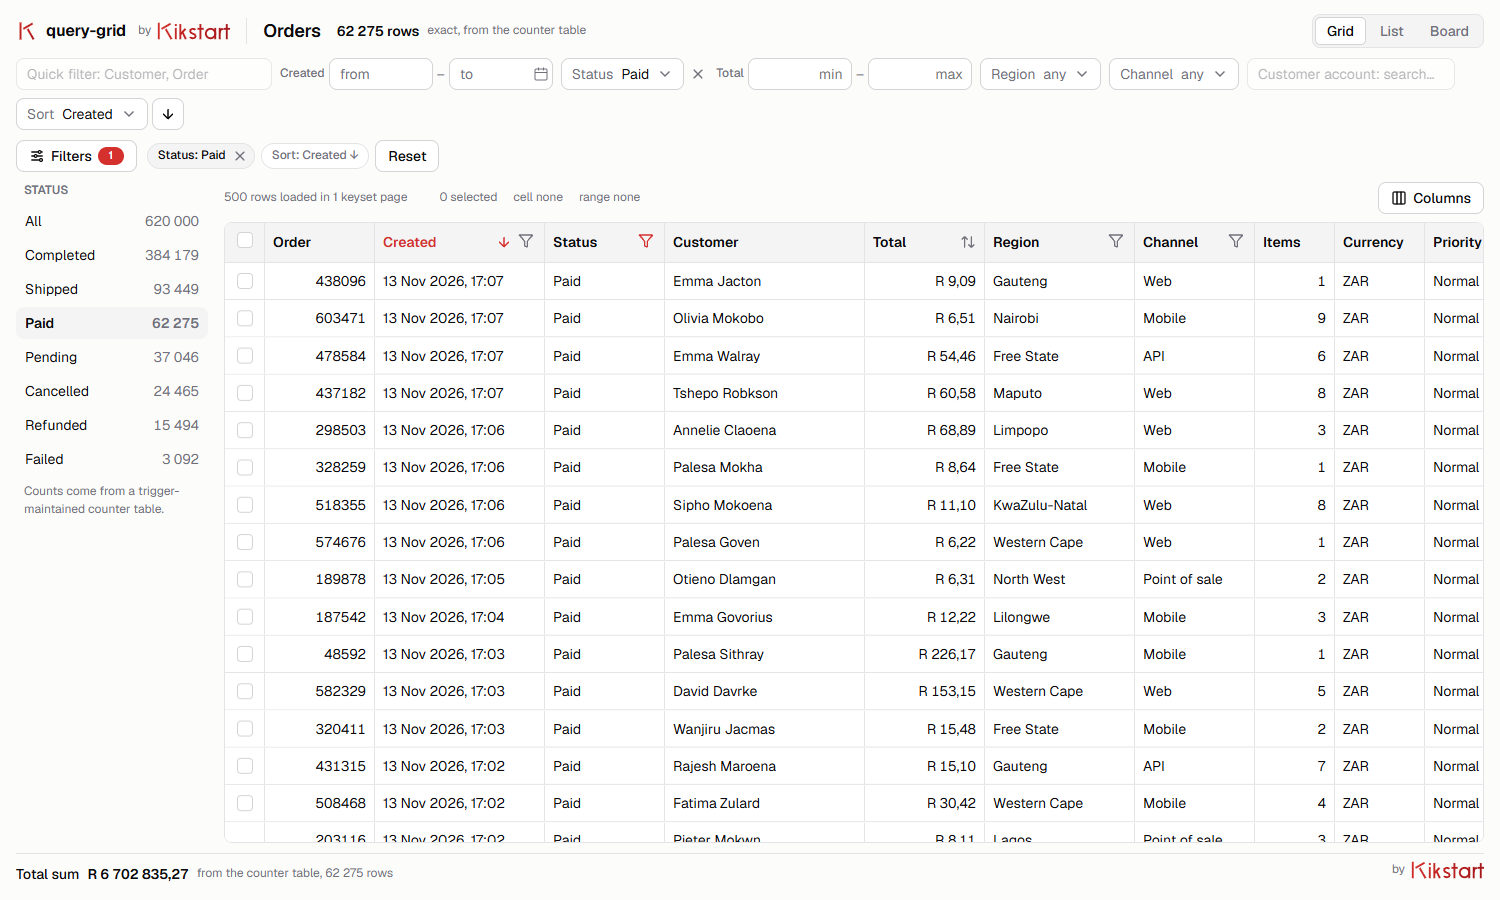 query-grid by Kikstart Orders 62 275 rows exact, from the counter table Grid List Board
Quick filter: Customer, Order Created from – to Status Paid Total min – max Region any Channel any Customer account: search...
Sort Created
Filters 1 Status: Paid Sort: Created Reset
STATUS
All 620 000
Completed 384 179
Shipped 93 449
Paid 62 275
Pending 37 046
Cancelled 24 465
Refunded 15 494
Failed 3 092
Counts come from a trigger-
maintained counter table.
500 rows loaded in 1 keyset page 0 selected cell none range none Columns
Order Created Status Customer Total Region Channel Items Currency Priority
438096 13 Nov 2026, 17:07 Paid Emma Jacton R 9,09 Gauteng Web 1 ZAR Normal
603471 13 Nov 2026, 17:07 Paid Olivia Mokobo R 6,51 Nairobi Mobile 9 ZAR Normal
478584 13 Nov 2026, 17:07 Paid Emma Walray R 54,46 Free State API 6 ZAR Normal
437182 13 Nov 2026, 17:07 Paid Tshepo Robkson R 60,58 Maputo Web 8 ZAR Normal
298503 13 Nov 2026, 17:06 Paid Annelie Claoena R 68,89 Limpopo Web 3 ZAR Normal
328259 13 Nov 2026, 17:06 Paid Palesa Mokha R 8,64 Free State Mobile 1 ZAR Normal
518355 13 Nov 2026, 17:06 Paid Sipho Mokoena R 11,10 KwaZulu-Natal Web 8 ZAR Normal
574676 13 Nov 2026, 17:06 Paid Palesa Goven R 6,22 Western Cape Web 1 ZAR Normal
189878 13 Nov 2026, 17:05 Paid Otieno Dlamgan R 6,31 North West Point of sale 2 ZAR Normal
187542 13 Nov 2026, 17:04 Paid Emma Govorius R 12,22 Lilongwe Mobile 3 ZAR Normal
48592 13 Nov 2026, 17:03 Paid Palesa Sithray R 226,17 Gauteng Mobile 1 ZAR Normal
582329 13 Nov 2026, 17:03 Paid David Davrke R 153,15 Western Cape Web 5 ZAR Normal
320411 13 Nov 2026, 17:03 Paid Wanjiru Jacmas R 15,48 Free State Mobile 2 ZAR Normal
431315 13 Nov 2026, 17:02 Paid Rajesh Maroena R 15,10 Gauteng API 7 ZAR Normal
508468 13 Nov 2026, 17:02 Paid Fatima Zulard R 30,42 Western Cape Mobile 4 ZAR Normal
203116 13 Nov 2026, 17:02 Paid Pieter Mokwn R 8,11 Lagos Point of sale 3 ZAR Normal
Total sum R 6 702 835,27 from the counter table, 62 275 rows by Kikstart